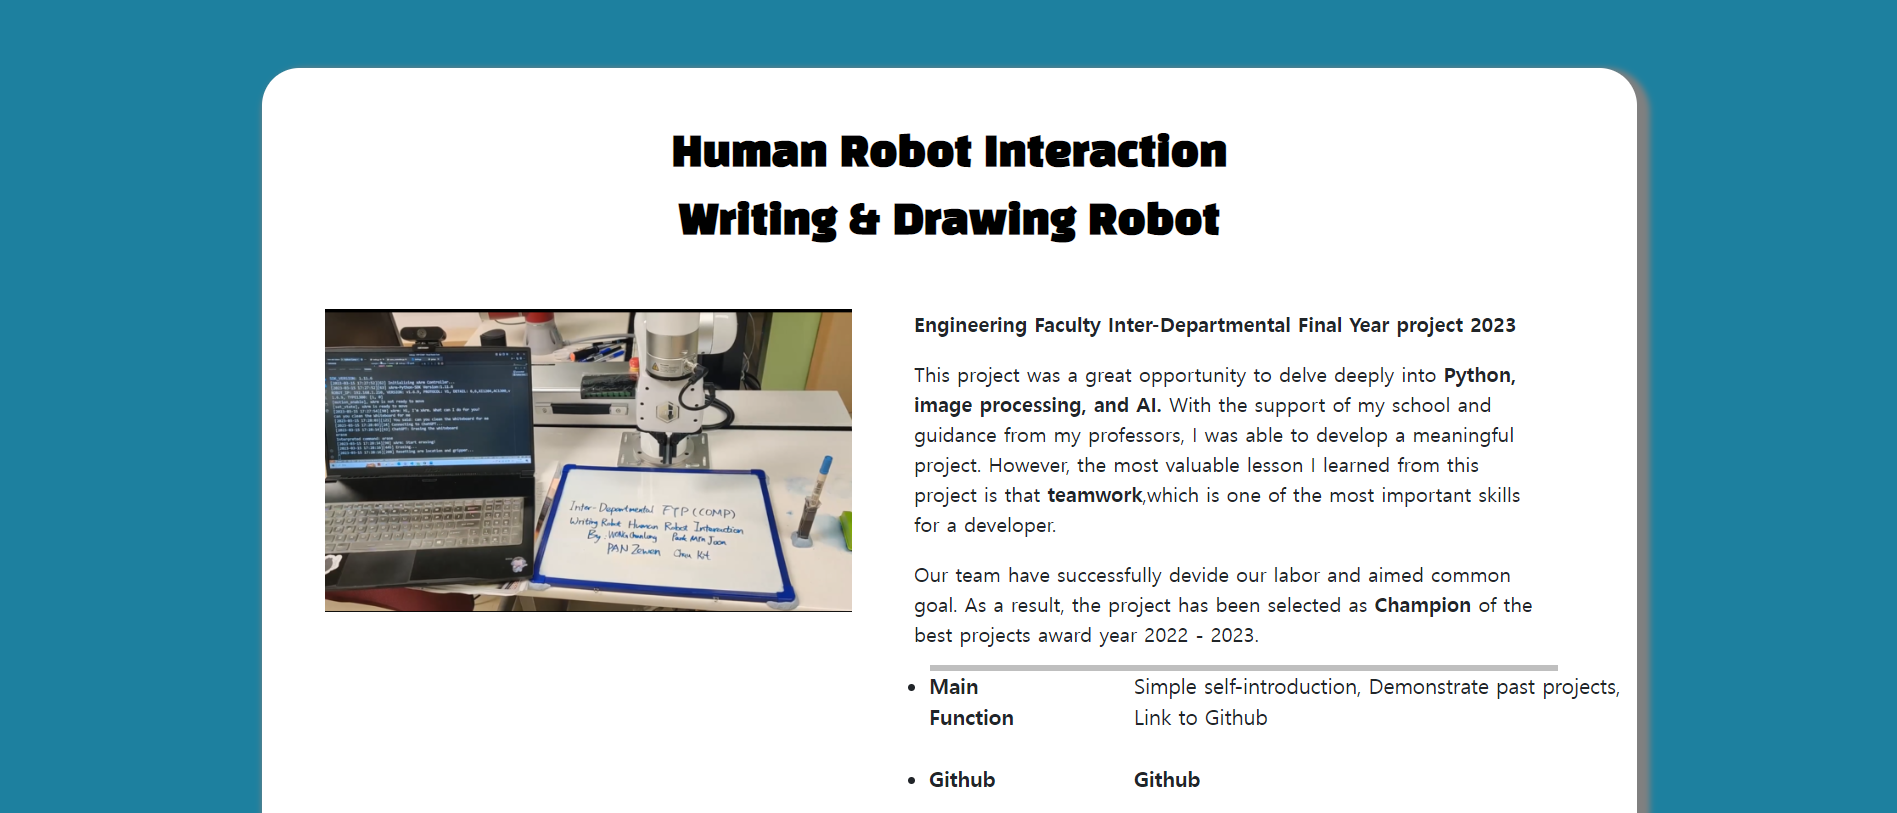 Human Robot Interaction
Writing & Drawing Robot
Inter-Departmental FYP (COMP)
Writing Robot Human Robot Interaction
By: Park Min Joon
PAN Zewen Kit
Engineering Faculty Inter-Departmental Final Year project 2023
This project was a great opportunity to delve deeply into Python,
image processing, and AI. With the support of my school and
guidance from my professors, I was able to develop a meaningful
project. However, the most valuable lesson I learned from this
project is that teamwork,which is one of the most important skills
for a developer.
Our team have successfully devide our labor and aimed common
goal. As a result, the project has been selected as Champion of the
best projects award year 2022 - 2023.
Main Simple self-introduction, Demonstrate past projects,
Function Link to Github
Github Github